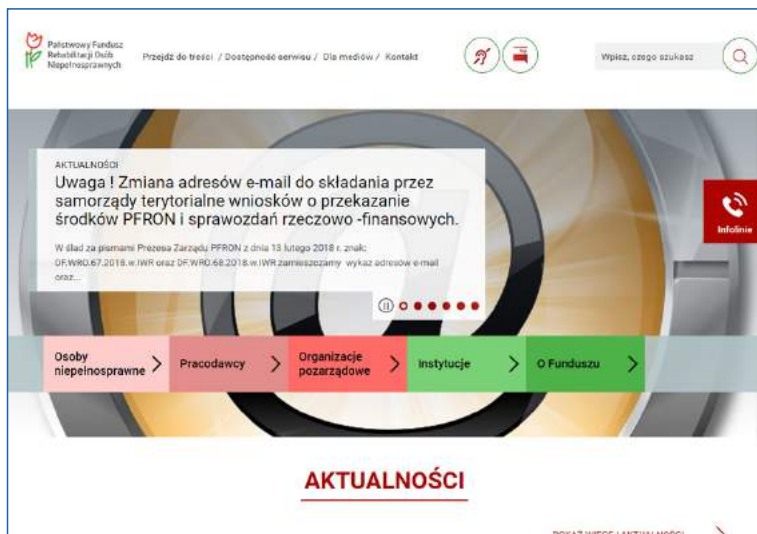 Państwowy Fundusz
Rehabilitacji Osób
Niepełnosprawnych
Przejdź do treści / Dostępność serwisu / Dla mediów / Kontakt
Wpisz, czego szukasz
AKTUALNOŚCI
Uwaga ! Zmiana adresów e-mail do składania przez
samorządy terytorialne wniosków o przekazanie
środków PFRON i sprawozdań rzeczowo -finansowych.
W ślad za pismami Prezesa Zarządu PFRON z dnia 13 lutego 2018 r. znak:
DF.WRO.67.2018.w.IWR oraz DF.WRO.68.2018.w.IWR zamieszczamy wykaz adresów e-mail
oraz...
Infolinie
Osoby
niepełnosprawne
Pracodawcy
Organizacje
pozarządowe
Instytucje
O Funduszu
AKTUALNOŚCI